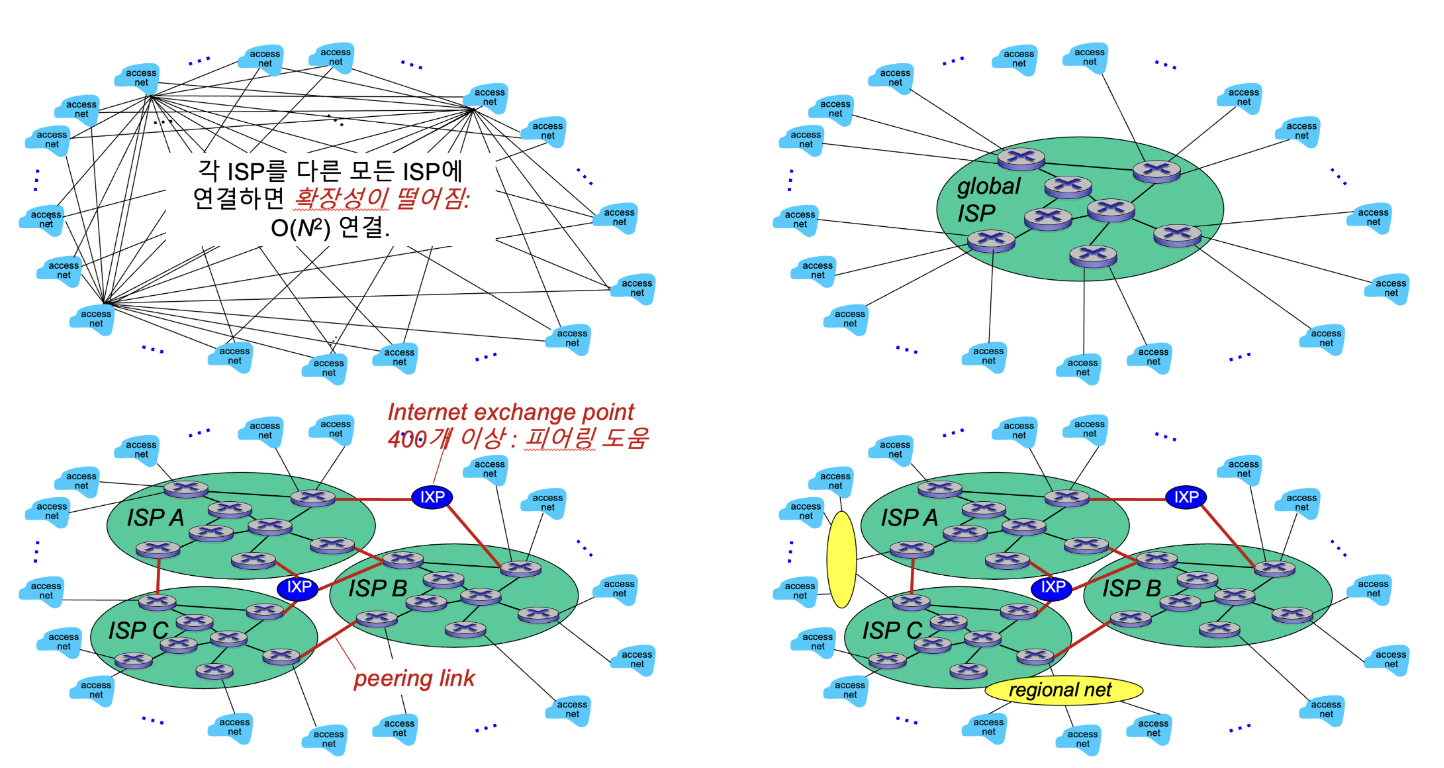 access
net
access
net
access
net
access
net
access
net
access
net
access
net
각 ISP를 다른 모든 ISP에
연결하면 확장성이 떨어짐:
O(N²) 연결.
access
net
access
net
access
net
access
net
access
net
access
net
access
net
access
net
access
net
access
net
access
net
access
net
access
net
access
net
access
net
access
net
global
ISP
access
net
access
net
access
net
access
net
access
net
access
net
access
net
access
net
access
net
access
net
Internet exchange point
400개 이상 : 피어링 도움
access
net
access
net
access
net
access
net
access
net
access
net
access
net
IXP
ISP A
IXP
ISP B
ISP C
peering link
access
net
access
net
access
net
access
net
access
net
access
net
access
net
access
net
access
net
access
net
access
net
access
net
access
net
access
net
access
net
access
net
IXP
ISP A
IXP
ISP B
ISP C
regional net
access
net
access
net
access
net
access
net
access
net
access
net
access
net
access
net
access
net